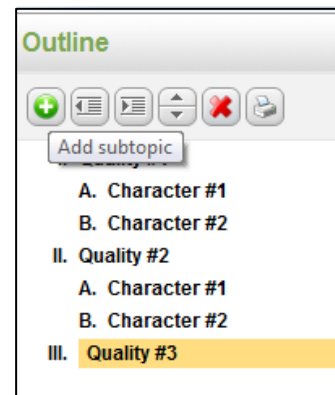 Outline
Add subtopic
A. Character #1
B. Character #2
II. Quality #2
A. Character #1
B. Character #2
III. Quality #3